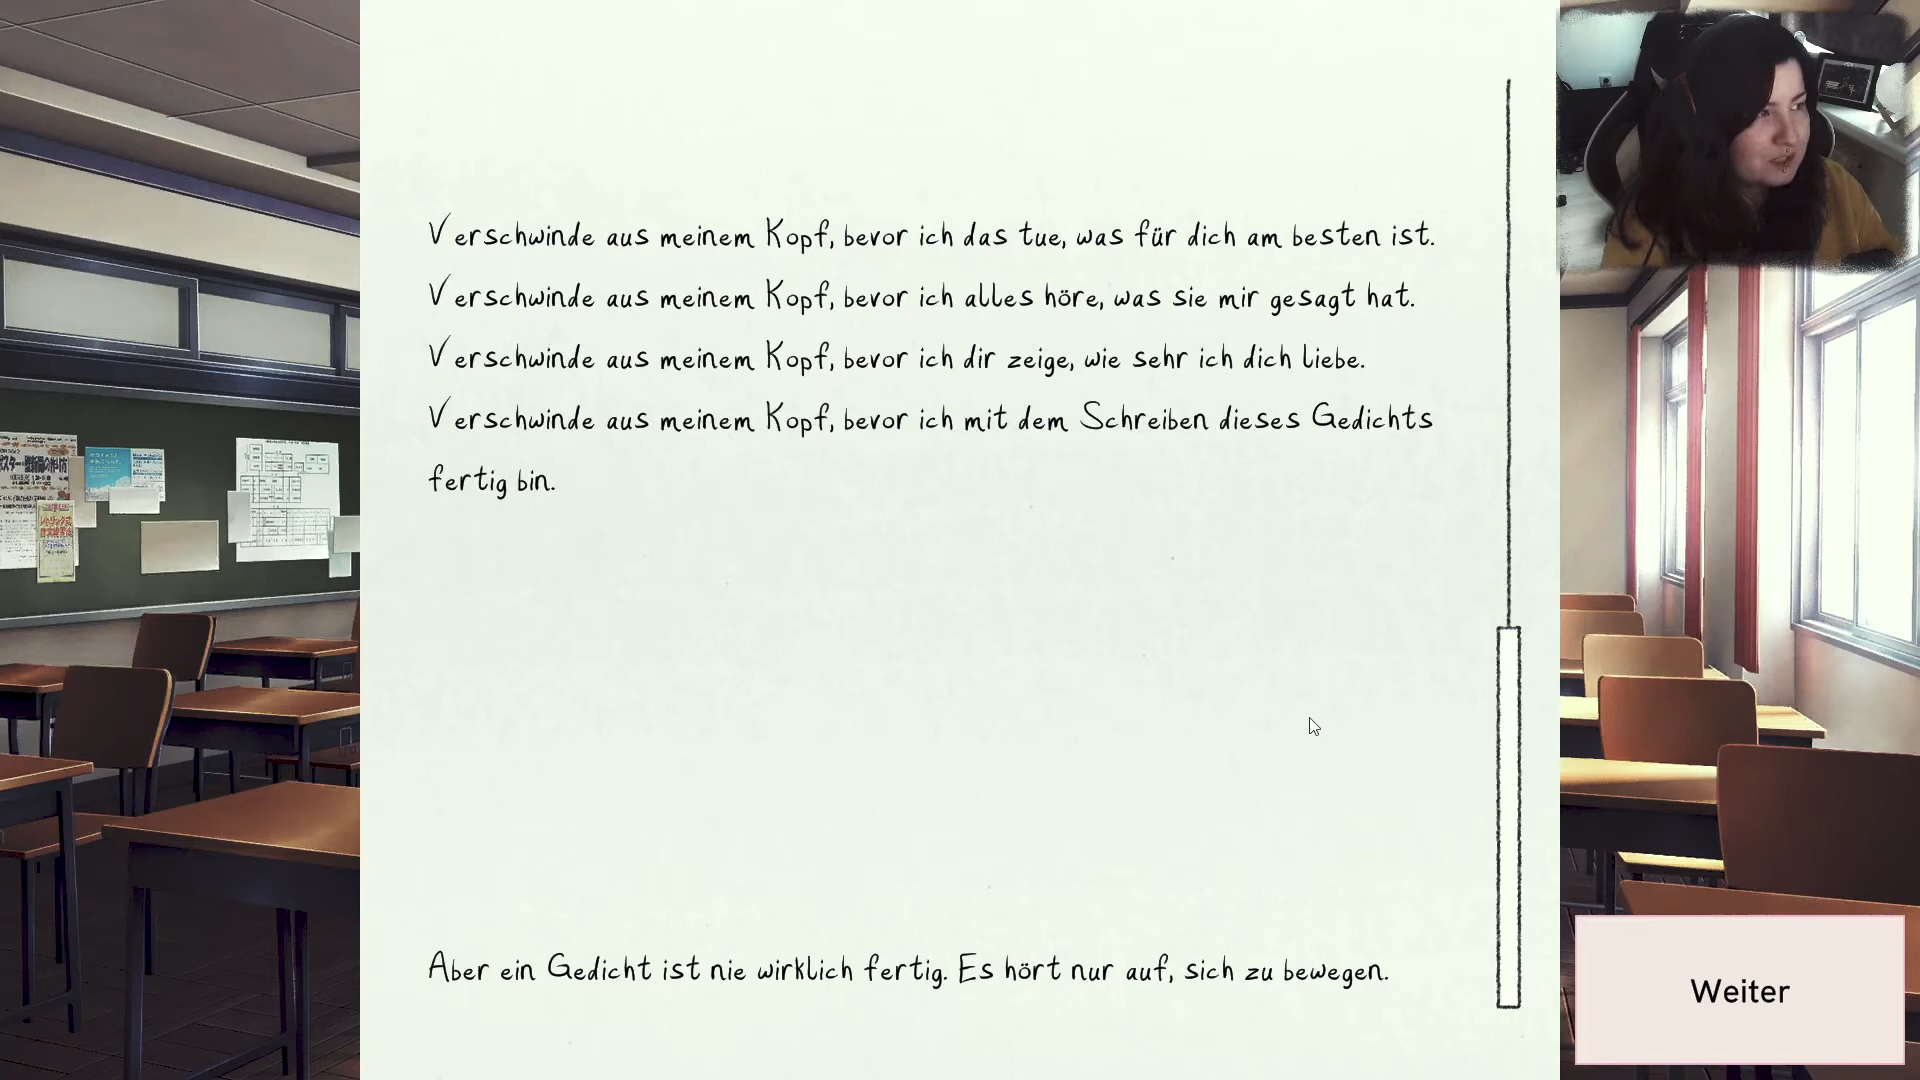 Verschwinde aus meinem Kopf, bevor ich das tue, was für dich am besten ist.
Verschwinde aus meinem Kopf, bevor ich alles höre, was sie mir gesagt hat.
Verschwinde aus meinem Kopf, bevor ich dir zeige, wie sehr ich dich liebe.
Verschwinde aus meinem Kopf, bevor ich mit dem Schreiben dieses Gedichts
fertig bin.
Aber ein Gedicht ist nie wirklich fertig. Es hört nur auf, sich zu bewegen.
Weiter